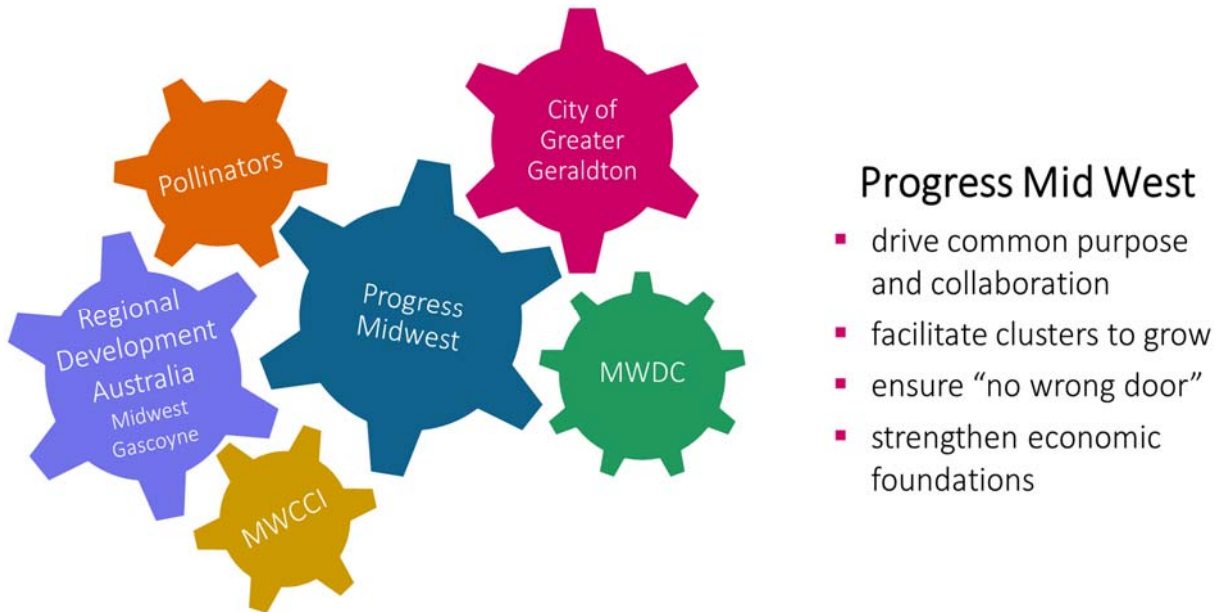 City of
Greater
Geraldton
Pollinators
Progress
Midwest
Regional
Development
Australia
Midwest
Gascoyne
MWDC
MWCCI
Progress Mid West
▪ drive common purpose
and collaboration
▪ facilitate clusters to grow
▪ ensure “no wrong door”
▪ strengthen economic
foundations